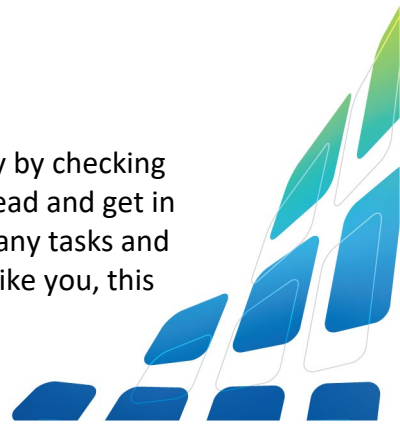 by checking
ead and get in
any tasks and
ike you, this